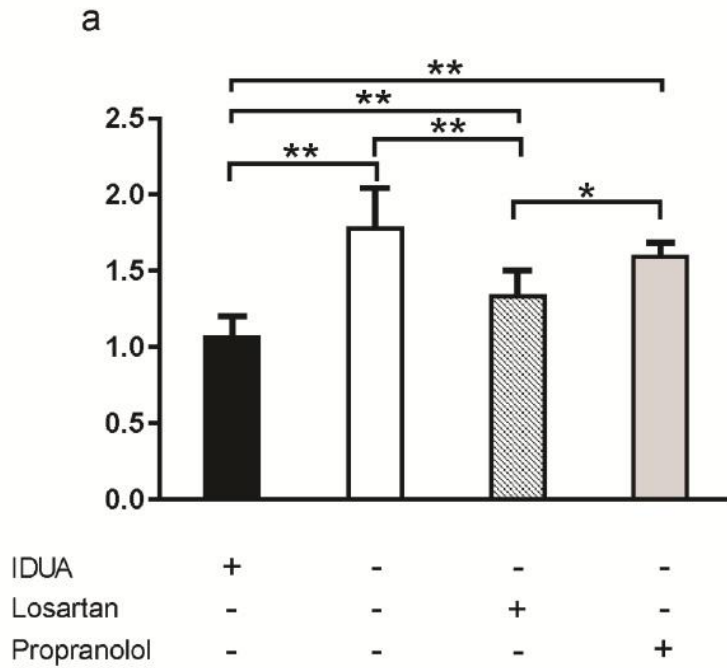 a
**
**
**
**
*
2.5
2.0
1.5
1.0
0.5
0.0
IDUA + - - -
Losartan - - + -
Propranolol - - - +